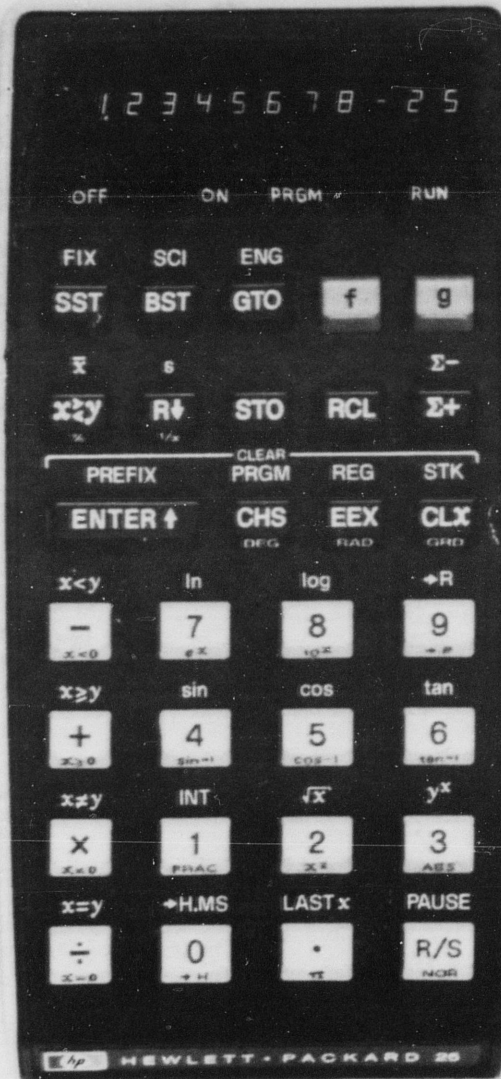 1.2345678-25
OFF ON PRGM RUN
FIX SCI ENG
SST BST GTO f g
x̄ s Σ−
x≷y R↓ STO RCL Σ+
% 1/x
CLEAR
PREFIX PRGM REG STK
ENTER↑ CHS EEX CLX
DEG RAD GRD
x<y ln log →R
− 7 8 9
x<0 eˣ 10ˣ →P
x≥y sin cos tan
+ 4 5 6
x≥0 sin⁻¹ cos⁻¹ tan⁻¹
x≠y INT √x yˣ
× 1 2 3
x≠0 FRAC x² ABS
x=y →H.MS LAST x PAUSE
÷ 0 · R/S
x=0 →H π NOR
hp HEWLETT · PACKARD 25